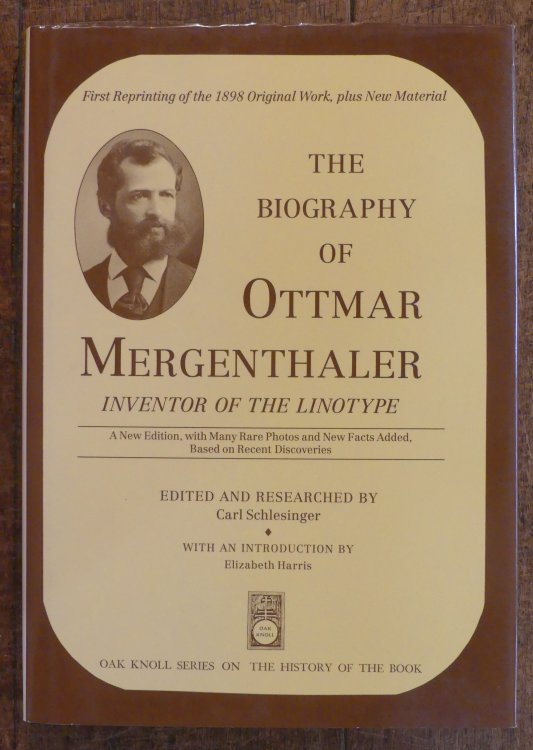 First Reprinting of the 1898 Original Work, plus New Material
THE
BIOGRAPHY
OF
OTTMAR
MERGENTHALER
INVENTOR OF THE LINOTYPE
A New Edition, with Many Rare Photos and New Facts Added,
Based on Recent Discoveries
EDITED AND RESEARCHED BY
Carl Schlesinger
WITH AN INTRODUCTION BY
Elizabeth Harris
OAK
KNOLL
OAK KNOLL SERIES ON THE HISTORY OF THE BOOK